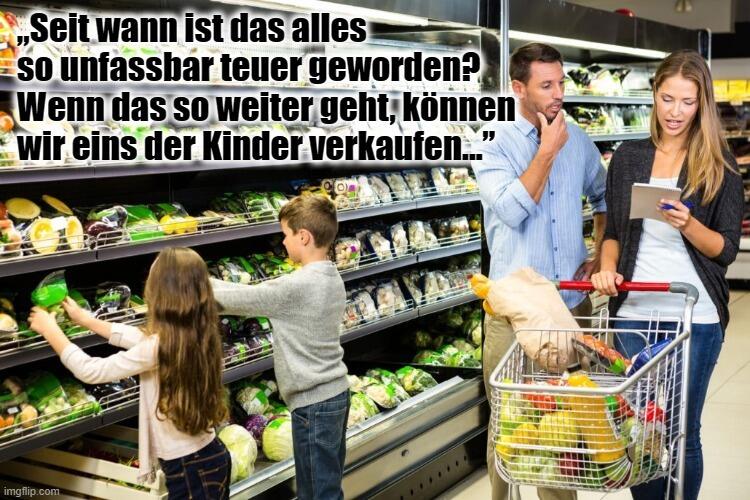 „Seit wann ist das alles
so unfassbar teuer geworden?
Wenn das so weiter geht, können
wir eins der Kinder verkaufen...”
imgflip.com